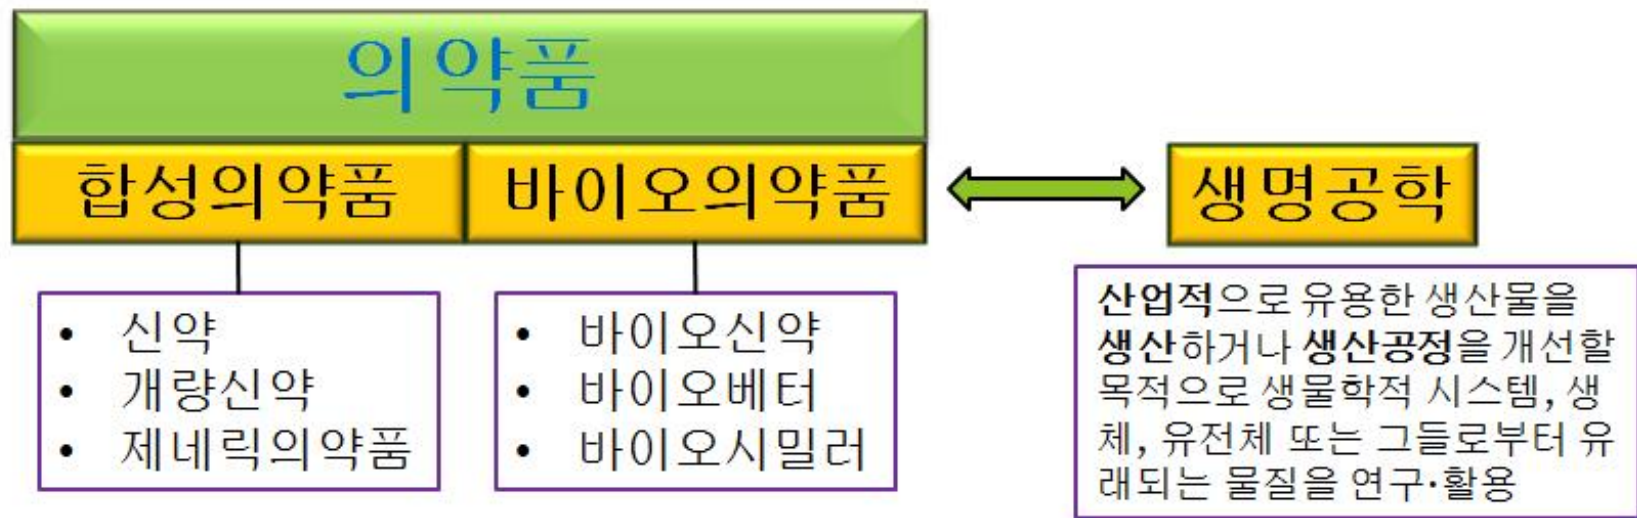 의약품
합성의약품
바이오의약품
생명공학
• 신약
• 개량신약
• 제네릭의약품
• 바이오신약
• 바이오베터
• 바이오시밀러
산업적으로 유용한 생산물을
생산하거나 생산공정을 개선할
목적으로 생물학적 시스템, 생
체, 유전체 또는 그들로부터 유
래되는 물질을 연구·활용